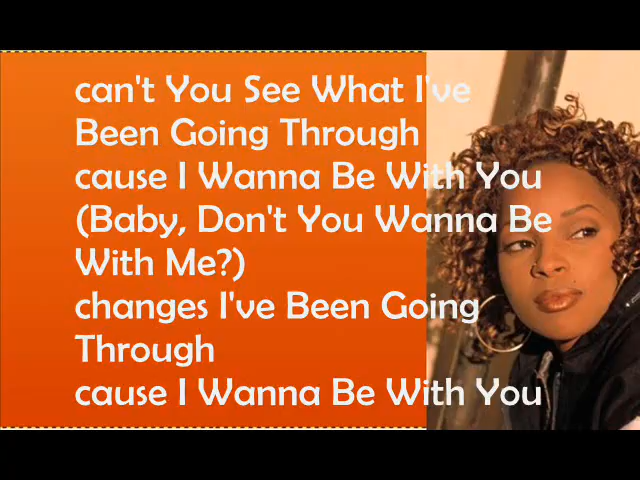 can't You See What I've
Been Going Through
cause I Wanna Be With You
(Baby, Don't You Wanna Be
With Me?)
changes I've Been Going
Through
cause I Wanna Be With You